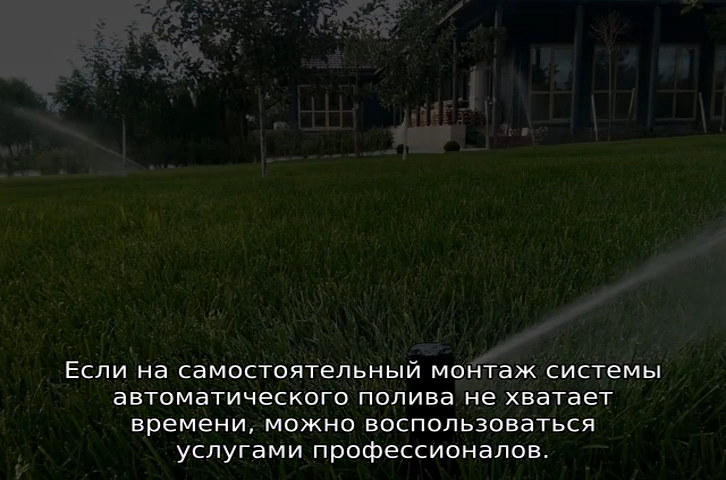 Если на самостоятельный монтаж системы
автоматического полива не хватает
времени, можно воспользоваться
услугами профессионалов.